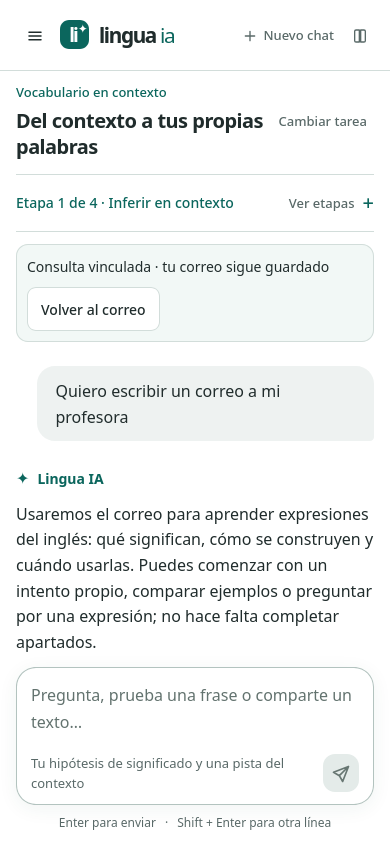 lingua ia
Nuevo chat
Vocabulario en contexto
Del contexto a tus propias
palabras
Cambiar tarea
Etapa 1 de 4 · Inferir en contexto
Ver etapas +
Consulta vinculada · tu correo sigue guardado
Volver al correo
Quiero escribir un correo a mi
profesora
Lingua IA
Usaremos el correo para aprender expresiones
del inglés: qué significan, cómo se construyen y
cuándo usarlas. Puedes comenzar con un
intento propio, comparar ejemplos o preguntar
por una expresión; no hace falta completar
apartados.
Pregunta, prueba una frase o comparte un
texto...
Tu hipótesis de significado y una pista del
contexto
Enter para enviar · Shift + Enter para otra línea